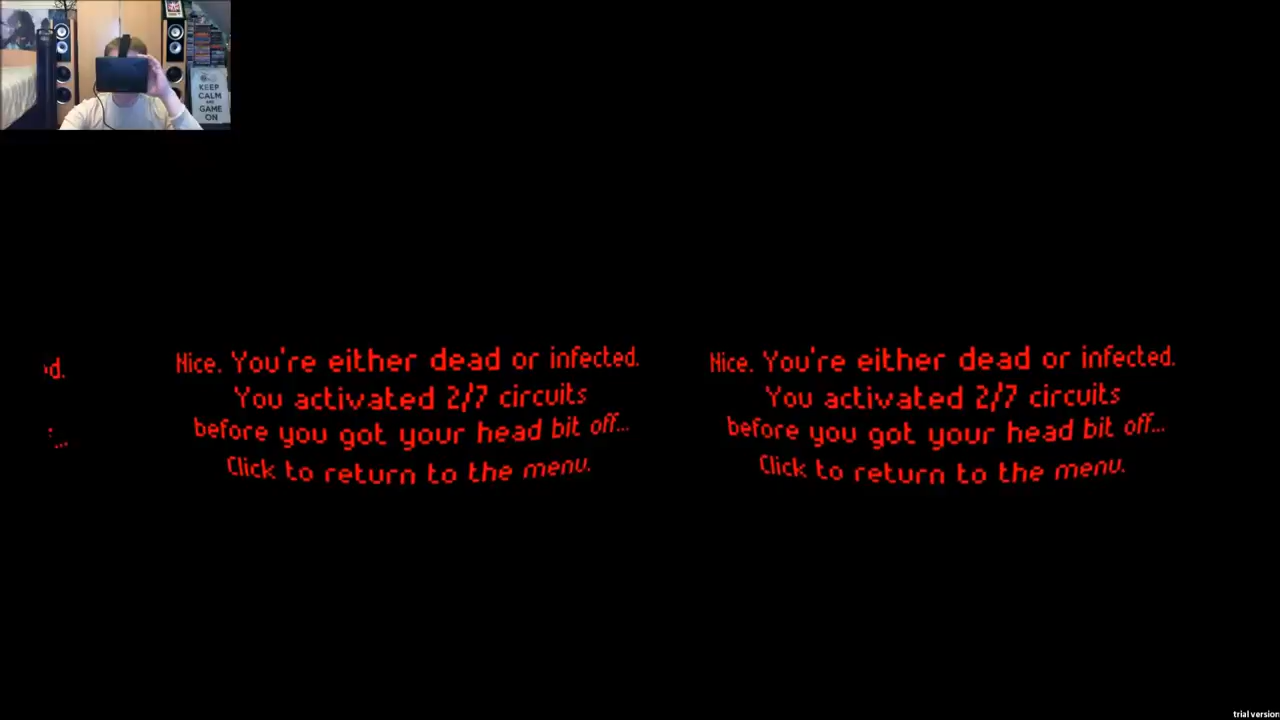 KEEP
CALM
AND
GAME
ON
d.
Nice. You're either dead or infected.
You activated 2/7 circuits
before you got your head bit off...
Click to return to the menu.
Nice. You're either dead or infected.
You activated 2/7 circuits
before you got your head bit off...
Click to return to the menu.
trial version